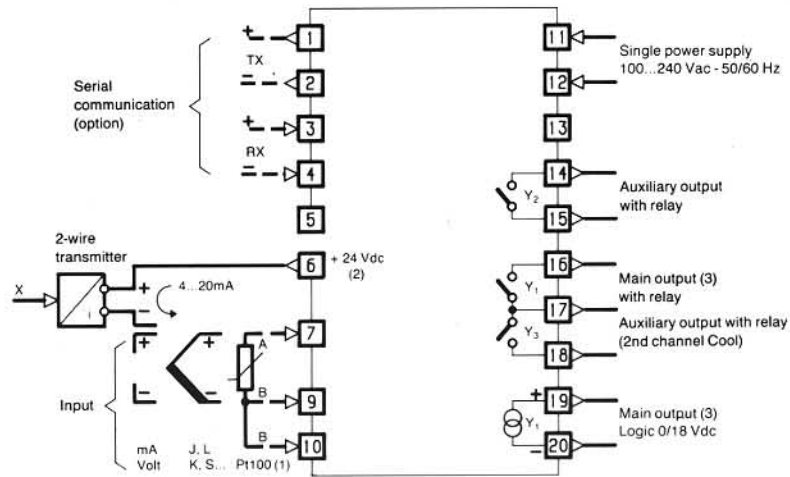 +
1
TX
–
2
Serial
communication
(option)
+
3
RX
–
4
5
2-wire
transmitter
X
+
–
i
4...20mA
6
+ 24 Vdc
(2)
+
–
+
–
A
7
B
9
B
10
Input
mA
Volt
J, L
K, S...
Pt100 (1)
11
12
Single power supply
100...240 Vac - 50/60 Hz
13
14
Y2
15
Auxiliary output
with relay
16
Y1
17
Main output (3)
with relay
Y3
18
Auxiliary output with relay
(2nd channel Cool)
+
19
Y1
–
20
Main output (3)
Logic 0/18 Vdc